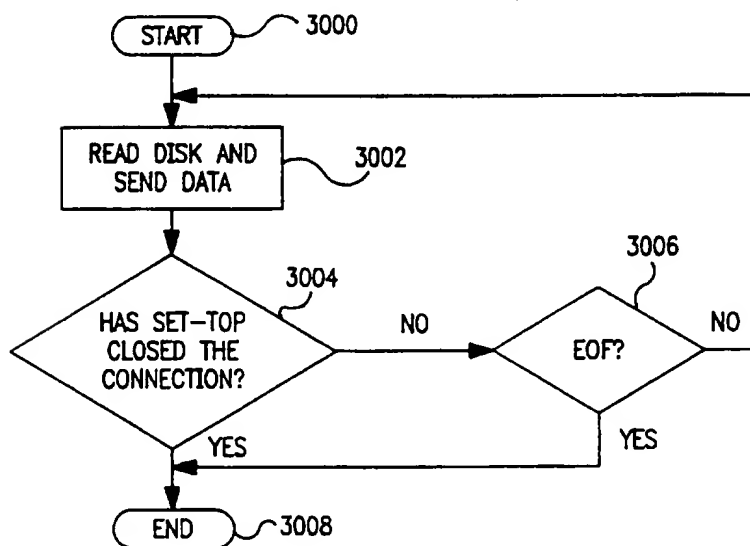 START
3000
READ DISK AND
SEND DATA
3002
HAS SET-TOP
CLOSED THE
CONNECTION?
3004
NO
EOF?
3006
NO
YES
YES
END
3008